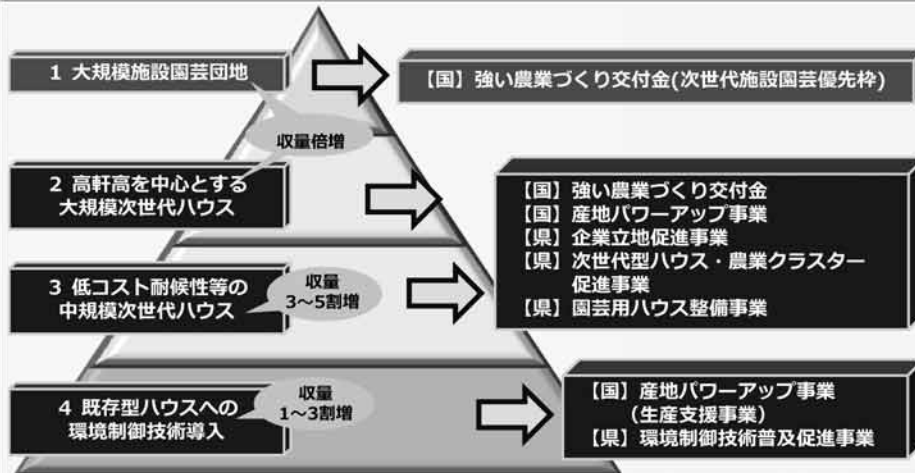 1 大規模施設園芸団地
【国】強い農業づくり交付金(次世代施設園芸優先枠)
収量倍増
2 高軒高を中心とする
大規模次世代ハウス
【国】強い農業づくり交付金
【国】産地パワーアップ事業
【県】企業立地促進事業
【県】次世代型ハウス・農業クラスター
促進事業
【県】園芸用ハウス整備事業
3 低コスト耐候性等の
中規模次世代ハウス
収量
3〜5割増
4 既存型ハウスへの
環境制御技術導入
収量
1〜3割増
【国】産地パワーアップ事業
(生産支援事業)
【県】環境制御技術普及促進事業